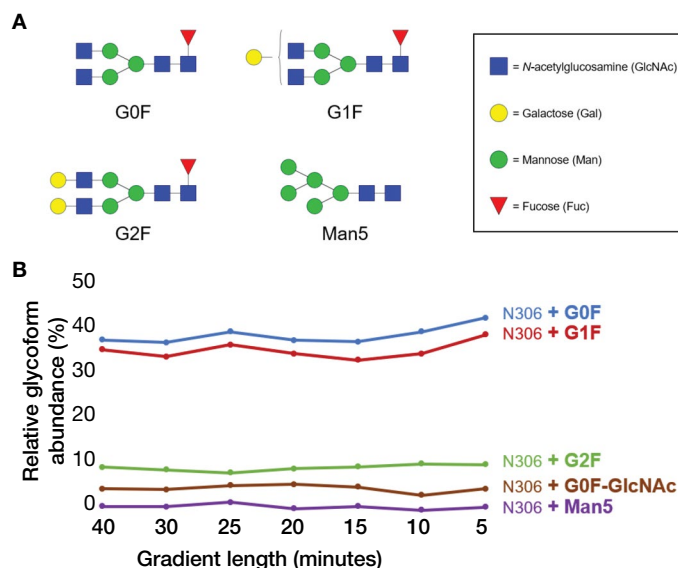 A
G0F
G1F
G2F
Man5
= N-acetylglucosamine (GlcNAc)
= Galactose (Gal)
= Mannose (Man)
= Fucose (Fuc)
B
Relative glycoform
abundance (%)
50
40
30
20
10
0
N306 + G0F
N306 + G1F
N306 + G2F
N306 + G0F-GlcNAc
N306 + Man5
40 30 25 20 15 10 5
Gradient length (minutes)